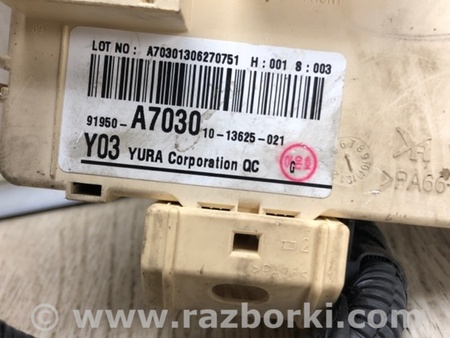 LOT NO : A70301306270751 H : 001 8 : 003
91950- A7030 10-13625-021
Y03 YURA Corporation QC
G
>PA66-
2
www.razborki.com